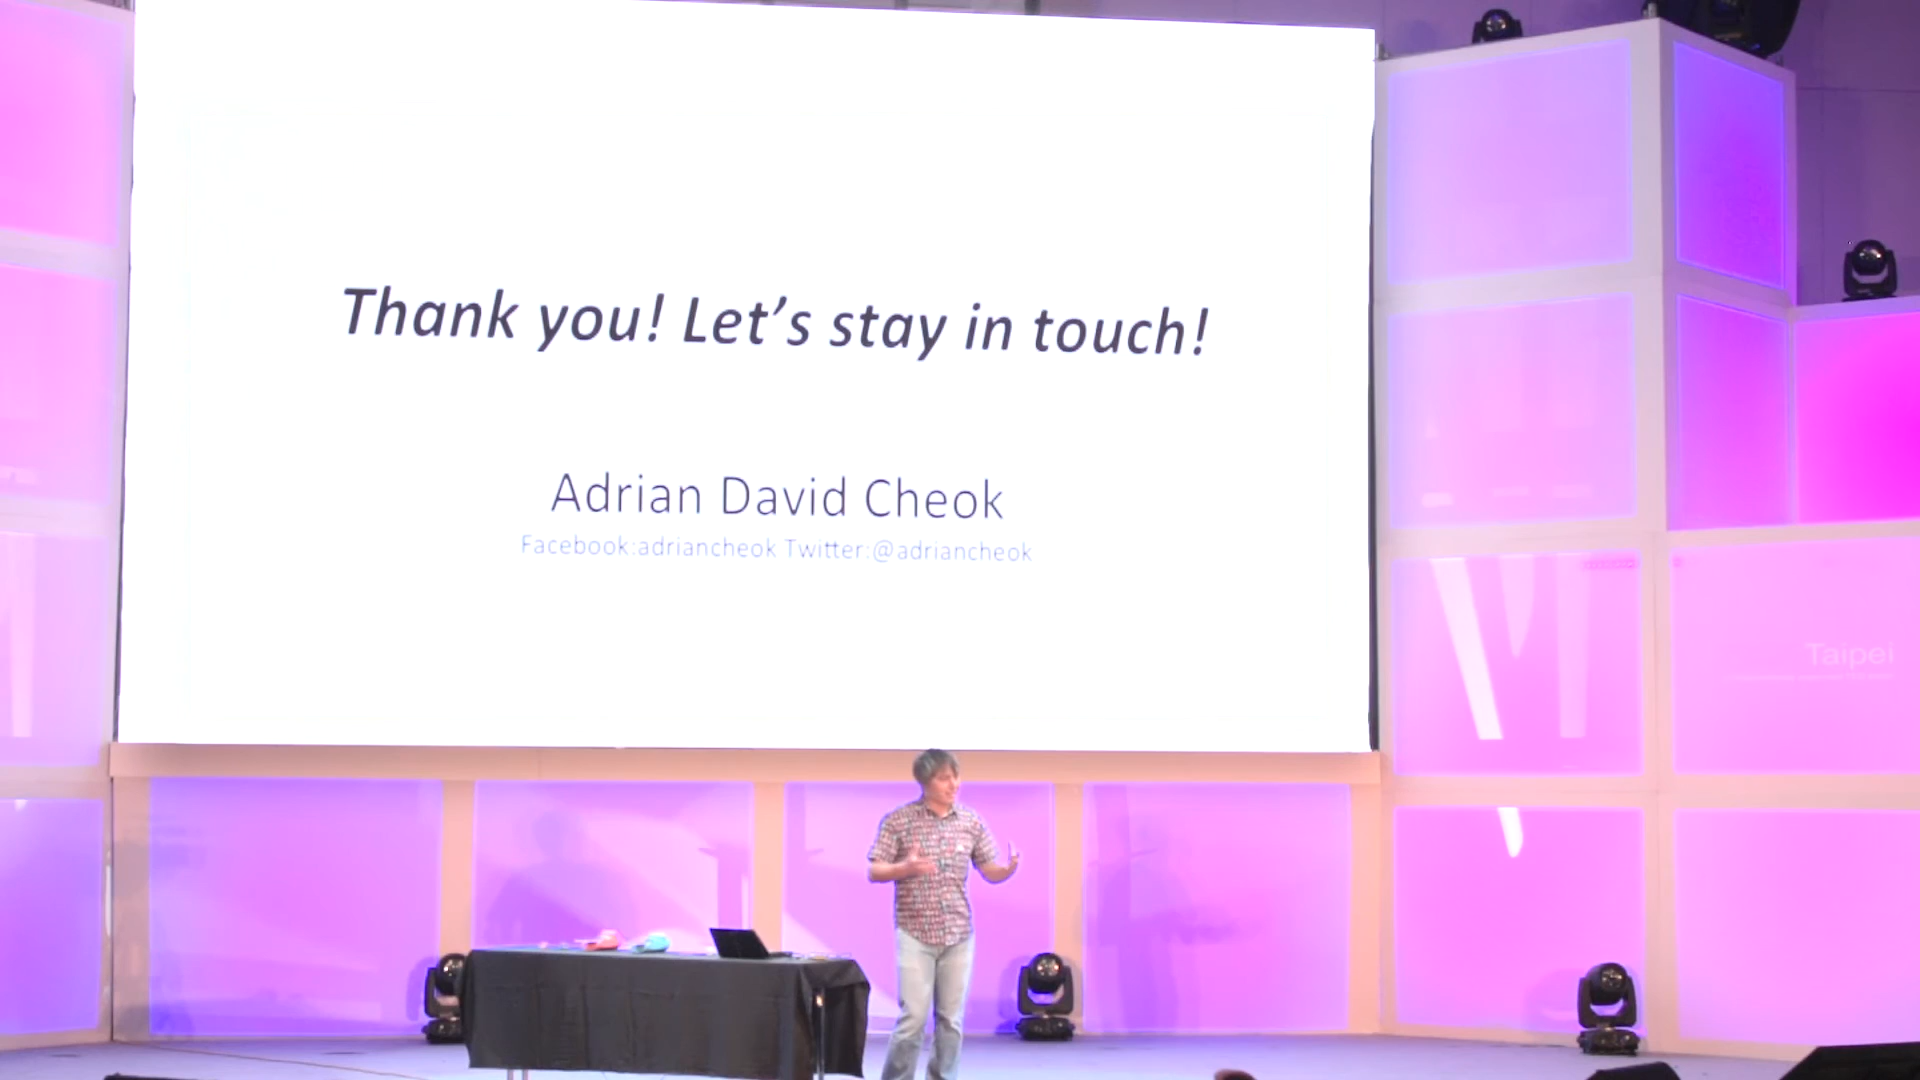 Thank you! Let's stay in touch!
Adrian David Cheok
Facebook:adriancheok Twitter:@adriancheok
Taipei